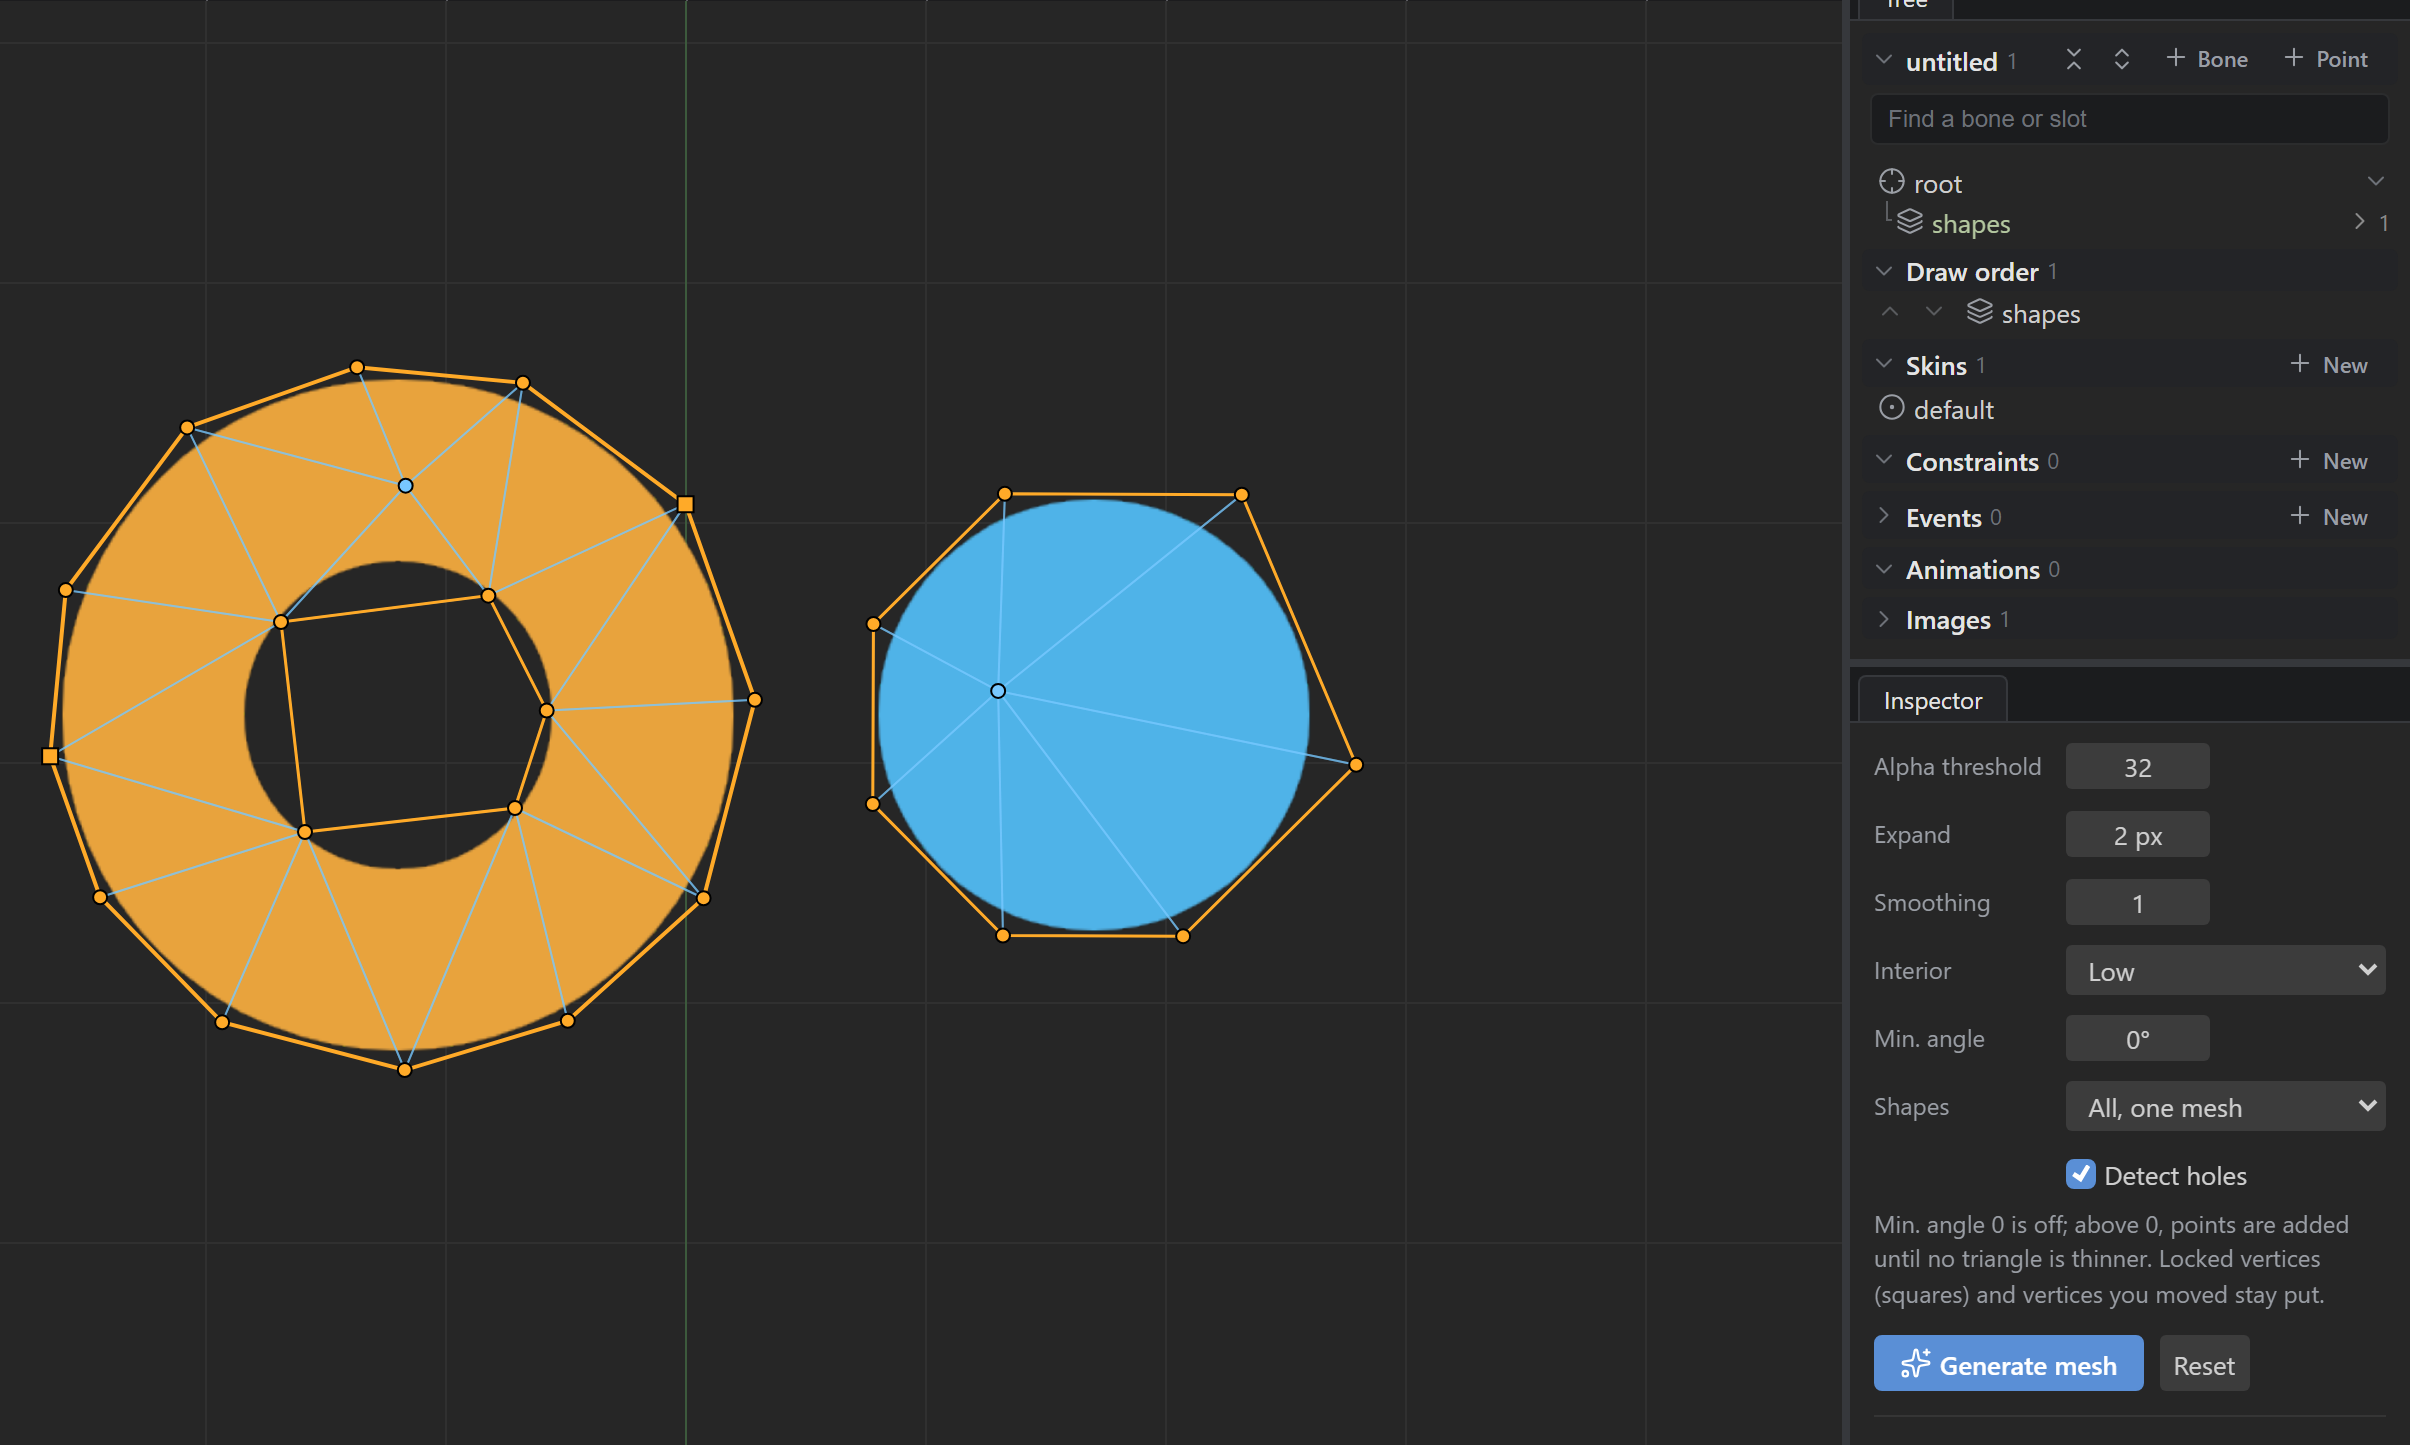 Tree
untitled 1 + Bone + Point
Find a bone or slot
root
shapes 1
Draw order 1
shapes
Skins 1 + New
default
Constraints 0 + New
Events 0 + New
Animations 0
Images 1
Inspector
Alpha threshold 32
Expand 2 px
Smoothing 1
Interior Low
Min. angle 0°
Shapes All, one mesh
Detect holes
Min. angle 0 is off; above 0, points are added
until no triangle is thinner. Locked vertices
(squares) and vertices you moved stay put.
Generate mesh Reset